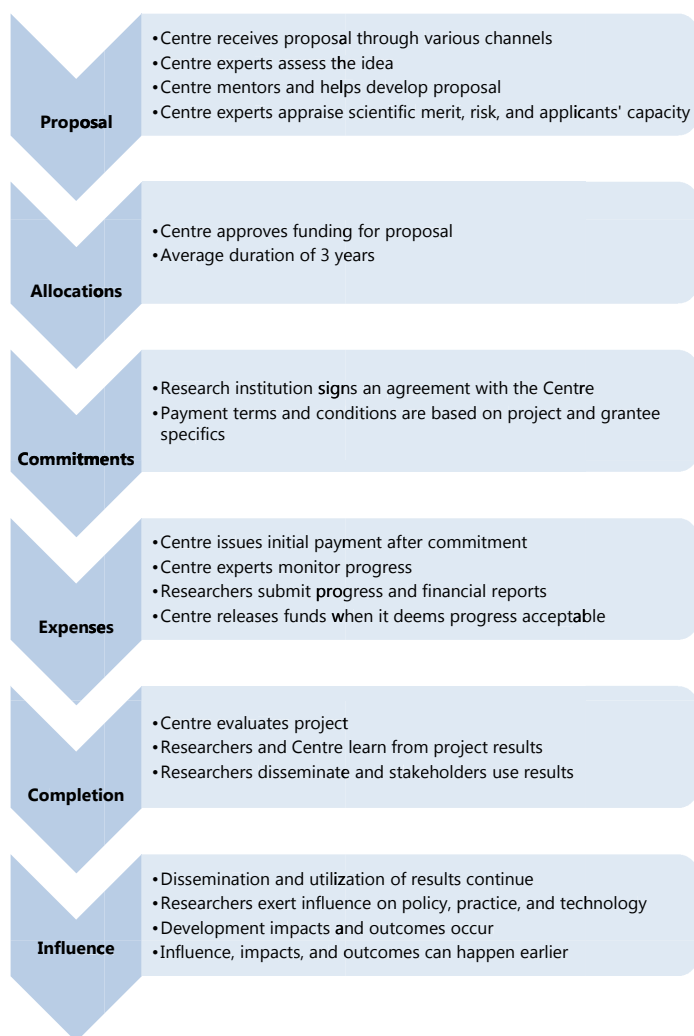 Proposal
•Centre receives proposal through various channels
•Centre experts assess the idea
•Centre mentors and helps develop proposal
•Centre experts appraise scientific merit, risk, and applicants' capacity
Allocations
•Centre approves funding for proposal
•Average duration of 3 years
Commitments
•Research institution signs an agreement with the Centre
•Payment terms and conditions are based on project and grantee
specifics
Expenses
•Centre issues initial payment after commitment
•Centre experts monitor progress
•Researchers submit progress and financial reports
•Centre releases funds when it deems progress acceptable
Completion
•Centre evaluates project
•Researchers and Centre learn from project results
•Researchers disseminate and stakeholders use results
Influence
•Dissemination and utilization of results continue
•Researchers exert influence on policy, practice, and technology
•Development impacts and outcomes occur
•Influence, impacts, and outcomes can happen earlier